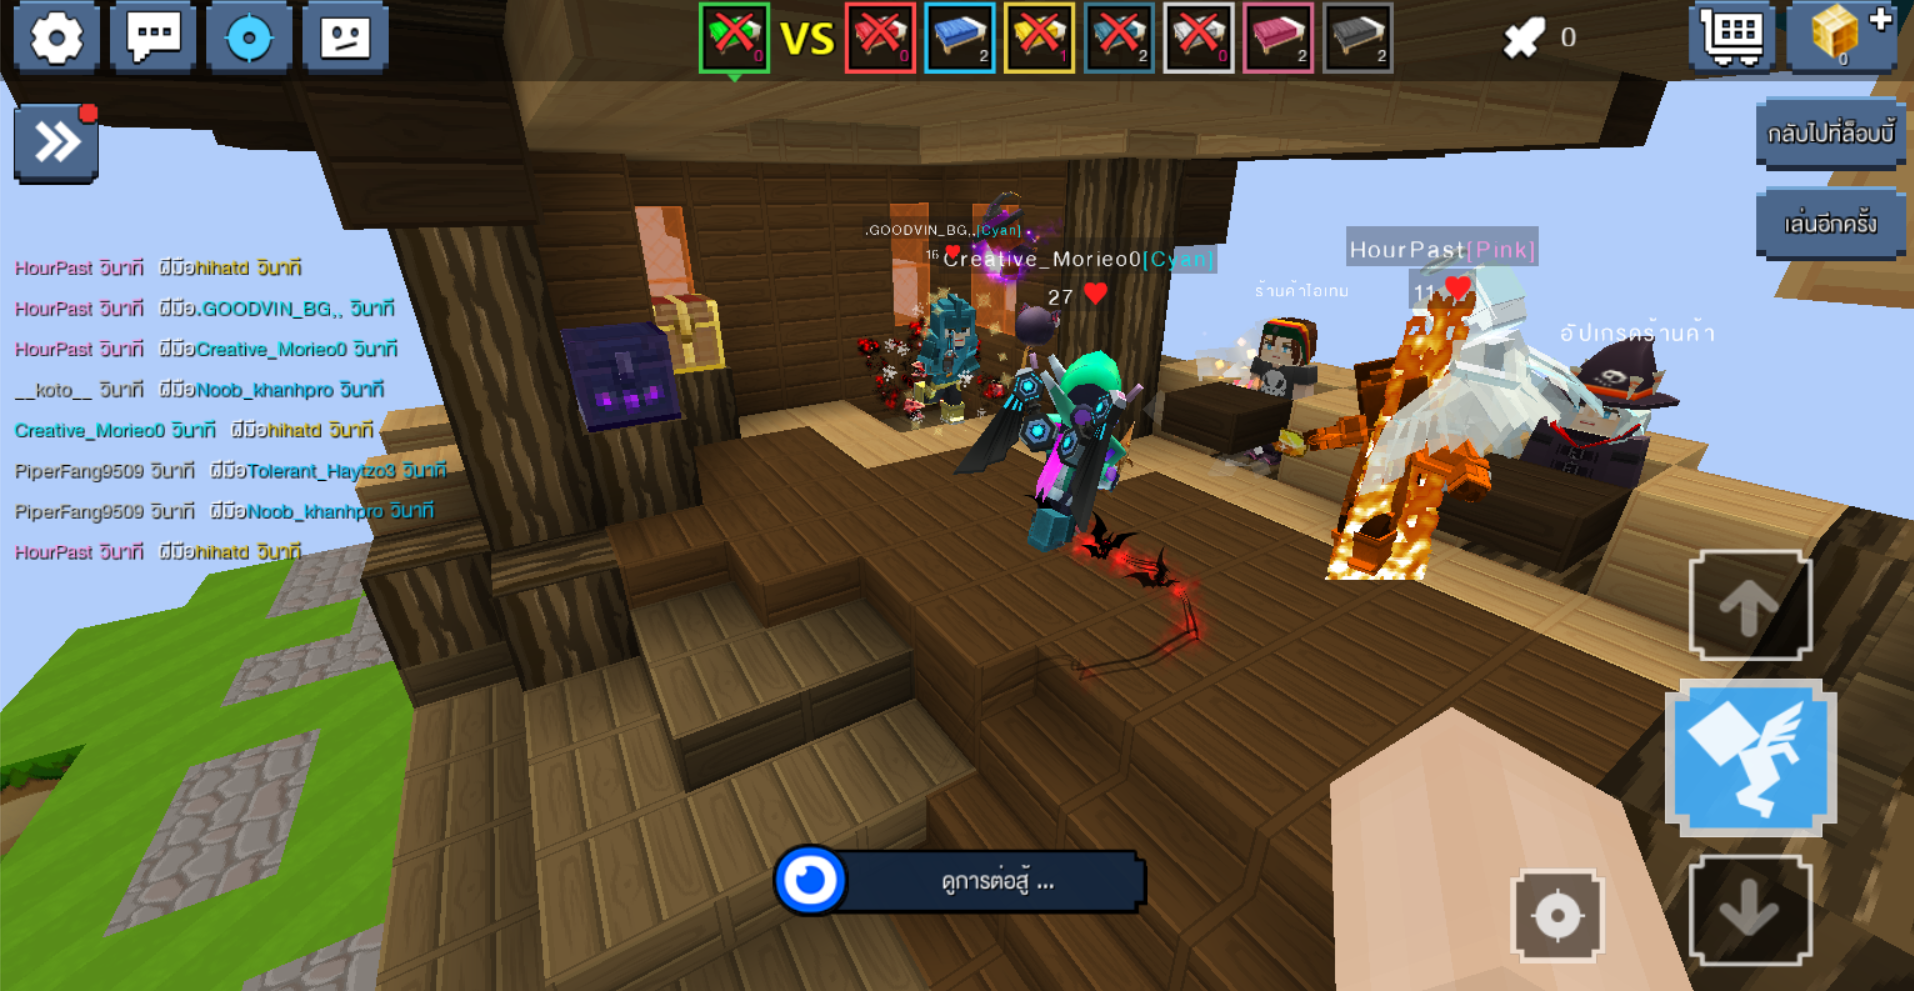 0 VS 0 2 1 2 0 2 2 0 0
กลับไปที่ล็อบบี้
เล่นอีกครั้ง
.GOODVIN_BG,,[Cyan]
16
Creative_Morieo0[Cyan]
27
HourPast[Pink]
11
ร้านค้าไอเทม
อัปเกรดร้านค้า
HourPast วินาที ฝีมือhihatd วินาที
HourPast วินาที ฝีมือ.GOODVIN_BG,, วินาที
HourPast วินาที ฝีมือCreative_Morieo0 วินาที
__koto__ วินาที ฝีมือNoob_khanhpro วินาที
Creative_Morieo0 วินาที ฝีมือhihatd วินาที
PiperFang9509 วินาที ฝีมือTolerant_Haytzo3 วินาที
PiperFang9509 วินาที ฝีมือNoob_khanhpro วินาที
HourPast วินาที ฝีมือhihatd วินาที
ดูการต่อสู้ ...